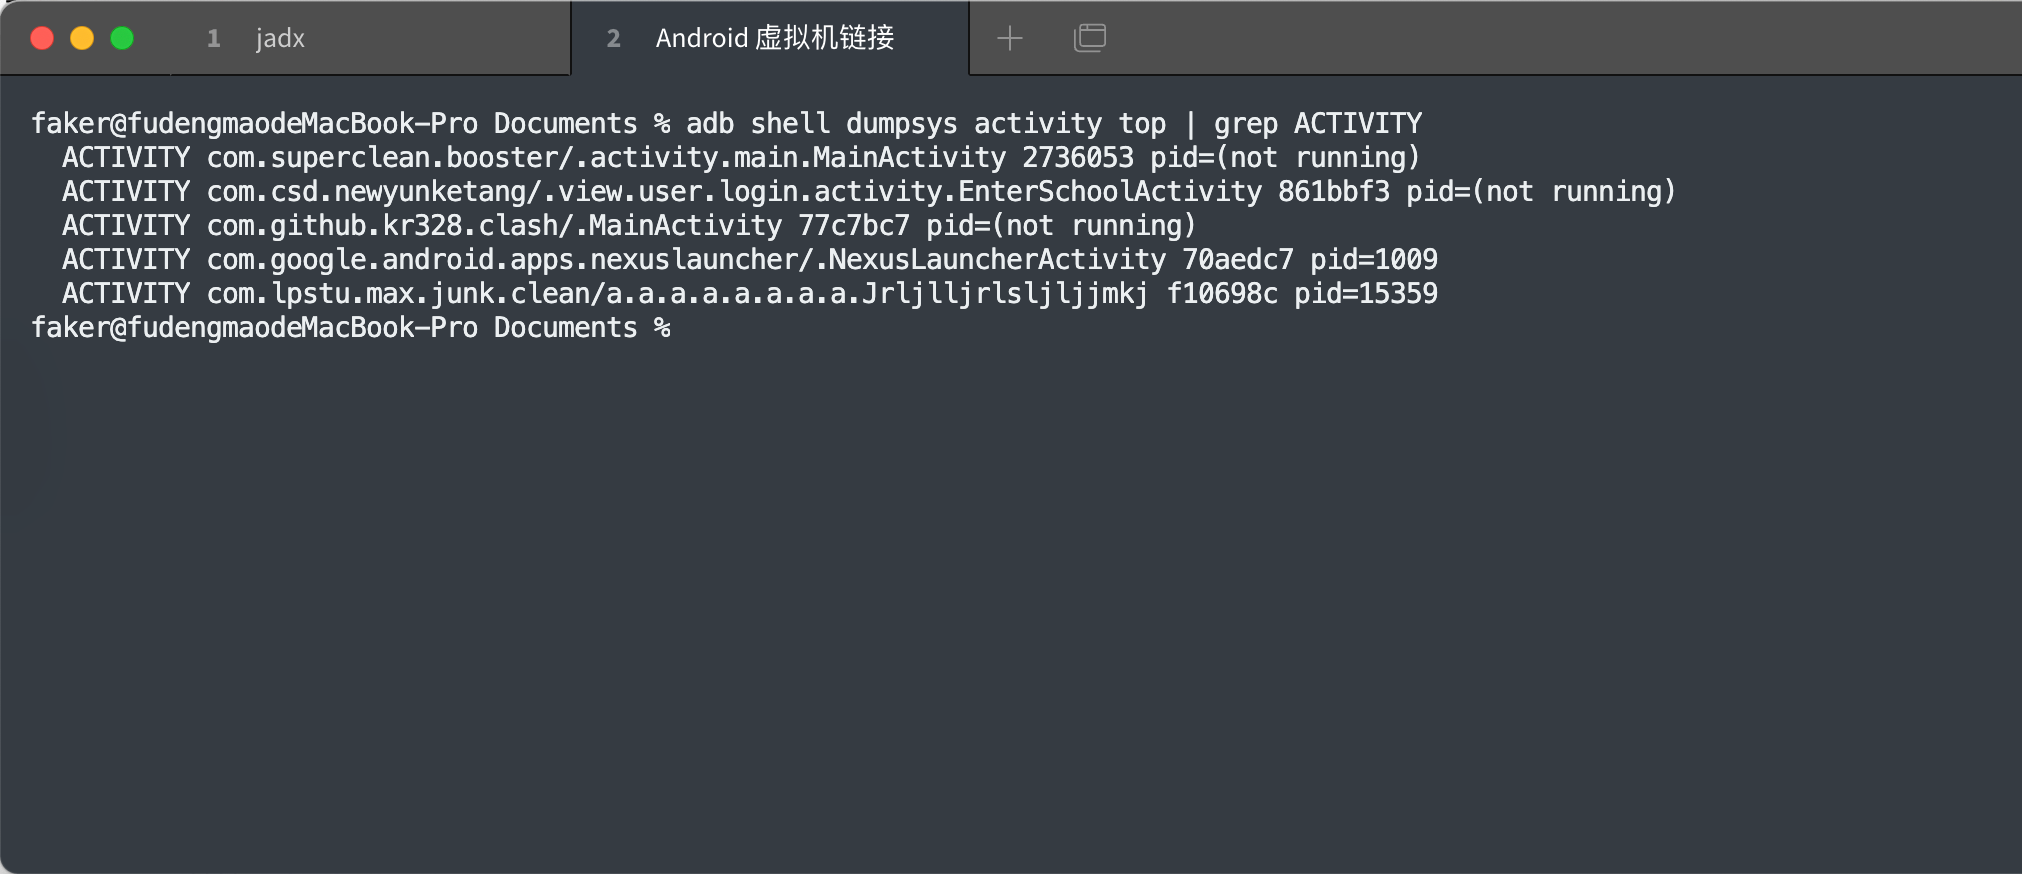 1 jadx 2 Android 虚拟机链接
faker@fudengmaodeMacBook-Pro Documents % adb shell dumpsys activity top | grep ACTIVITY
ACTIVITY com.superclean.booster/.activity.main.MainActivity 2736053 pid=(not running)
ACTIVITY com.csd.newyunketang/.view.user.login.activity.EnterSchoolActivity 861bbf3 pid=(not running)
ACTIVITY com.github.kr328.clash/.MainActivity 77c7bc7 pid=(not running)
ACTIVITY com.google.android.apps.nexuslauncher/.NexusLauncherActivity 70aedc7 pid=1009
ACTIVITY com.lpstu.max.junk.clean/a.a.a.a.a.a.a.a.Jrljlljrlsljljjmkj f10698c pid=15359
faker@fudengmaodeMacBook-Pro Documents %